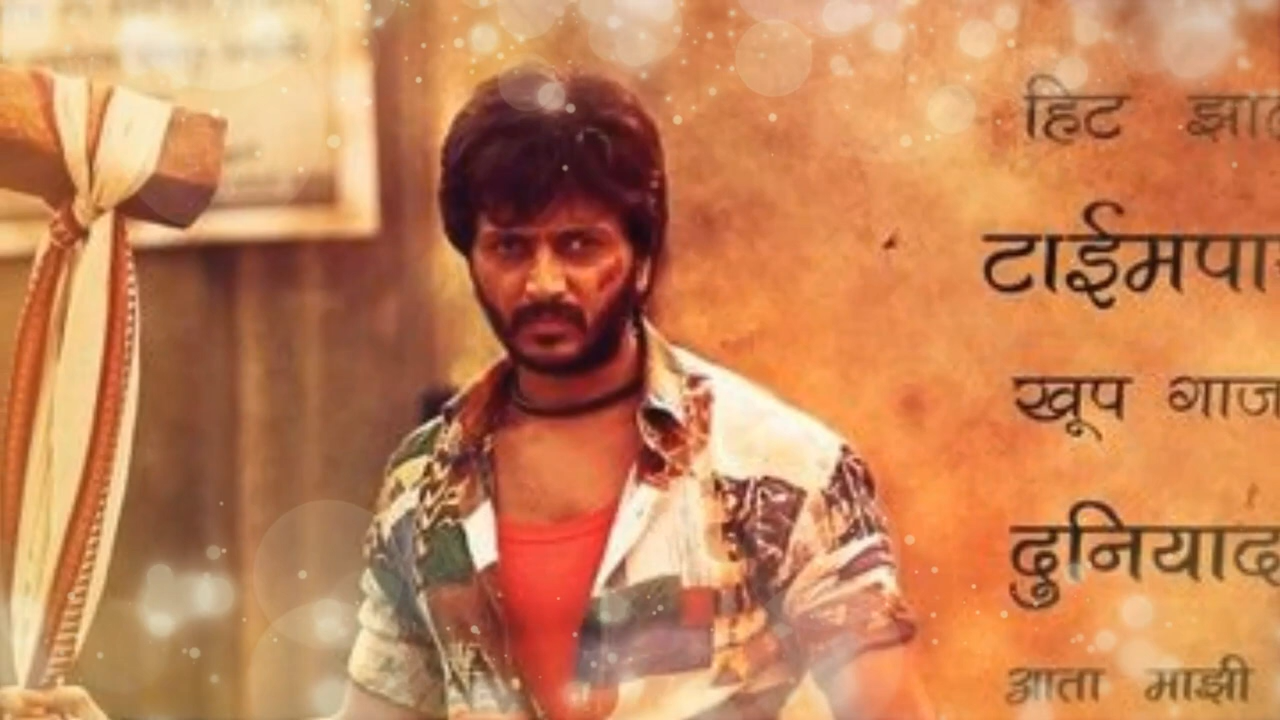 हिट
टाईमपा
खूप गाज
दुनियाद
आता माझी